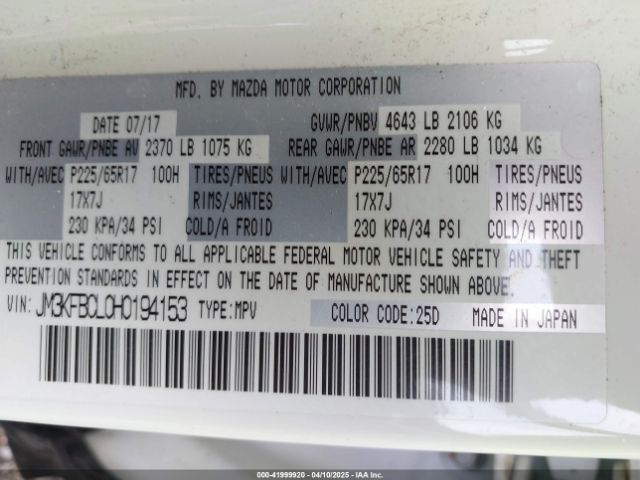 MFD. BY MAZDA MOTOR CORPORATION
DATE 07/17 GVWR/PNBV 4643 LB 2106 KG
FRONT GAWR/PNBE AV 2370 LB 1075 KG REAR GAWR/PNBE AR 2280 LB 1034 KG
WITH/AVEC P225/65R17 100H TIRES/PNEUS WITH/AVEC P225/65R17 100H TIRES/PNEUS
17X7J RIMS/JANTES 17X7J RIMS/JANTES
230 KPA/34 PSI COLD/A FROID 230 KPA/34 PSI COLD/A FROID
THIS VEHICLE CONFORMS TO ALL APPLICABLE FEDERAL MOTOR VEHICLE SAFETY AND THEFT
PREVENTION STANDARDS IN EFFECT ON THE DATE OF MANUFACTURE SHOWN ABOVE.
VIN: JM3KFBCL0H0194153 TYPE: MPV COLOR CODE: 25D MADE IN JAPAN
000-41999920 - 04/10/2025 - IAA Inc.